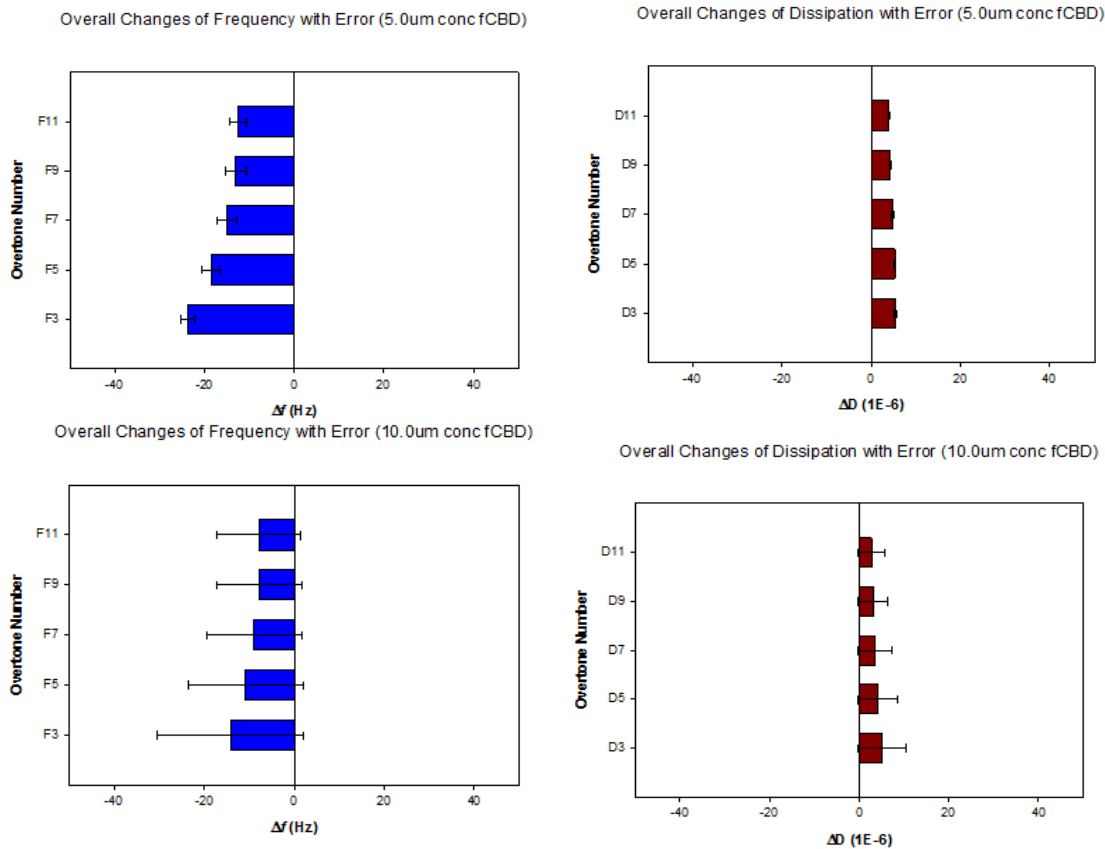 Overall Changes of Frequency with Error (5.0um conc fCBD)
F11
F9
F7
F5
F3
Overtone Number
-40 -20 0 20 40
Δf (Hz)
Overall Changes of Dissipation with Error (5.0um conc fCBD)
D11
D9
D7
D5
D3
Overtone Number
-40 -20 0 20 40
ΔD (1E-6)
Overall Changes of Frequency with Error (10.0um conc fCBD)
F11
F9
F7
F5
F3
Overtone Number
-40 -20 0 20 40
Δf (Hz)
Overall Changes of Dissipation with Error (10.0um conc fCBD)
D11
D9
D7
D5
D3
Overtone Number
-40 -20 0 20 40
ΔD (1E-6)